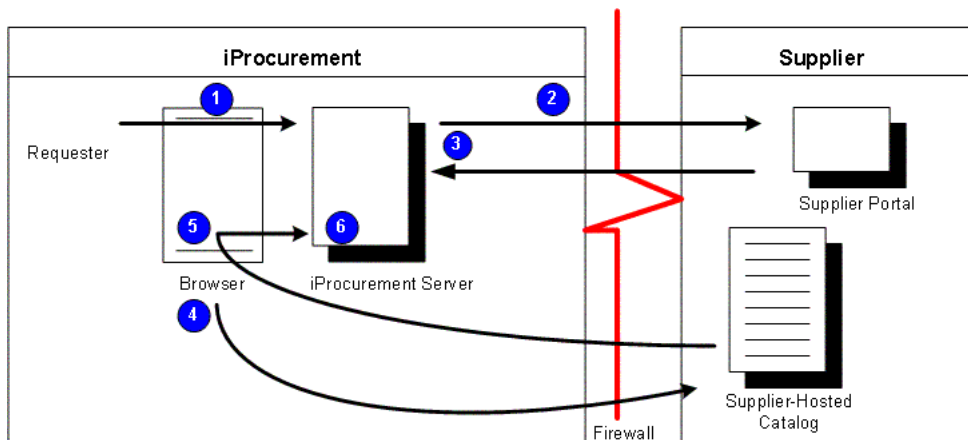 iProcurement
Supplier
1
2
3
Requester
Supplier Portal
5
6
Browser
iProcurement Server
4
Supplier-Hosted
Catalog
Firewall